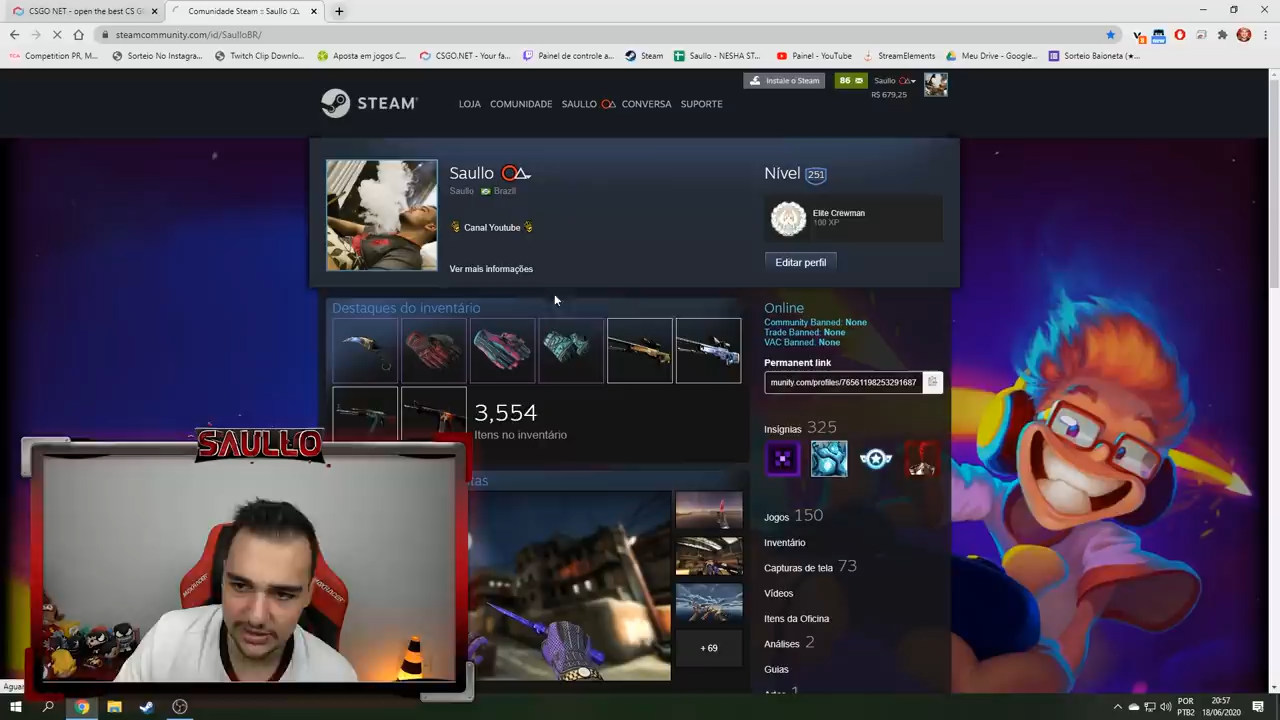 CSGO.NET - open the best CS G
Comunidade Steam :: Saullo
steamcommunity.com/id/SaulloBR/
Competition PR, M...
Sorteio No Instagra...
Twitch Clip Downlo...
Aposta em jogos C...
CSGO.NET - Your fa...
Painel de controle a...
Steam
Saullo - NESHA ST...
Painel - YouTube
StreamElements
Meu Drive - Google...
Sorteio Baioneta (★...
Instale o Steam
86
Saullo
R$ 679,25
STEAM
LOJA COMUNIDADE SAULLO CONVERSA SUPORTE
Saullo
Saullo Brazil
Canal Youtube
Ver mais informações
Nível 251
Elite Crewman
100 XP
Editar perfil
Destaques do inventário
3,554
Itens no inventário
Online
Community Banned: None
Trade Banned: None
VAC Banned: None
Permanent link
munity.com/profiles/76561198253291687
Insígnias 325
Jogos 150
Inventário
Capturas de tela 73
Vídeos
Itens da Oficina
Análises 2
Guias
+ 69
SAULLO
POR
PTB2
20:57
18/06/2020